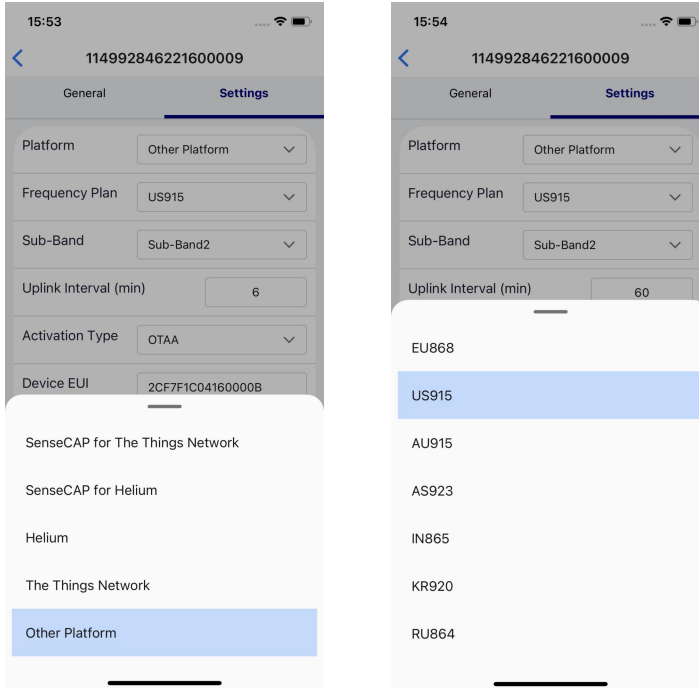 15:53
114992846221600009
General Settings
Platform Other Platform
Frequency Plan US915
Sub-Band Sub-Band2
Uplink Interval (min) 6
Activation Type OTAA
Device EUI 2CF7F1C04160000B
SenseCAP for The Things Network
SenseCAP for Helium
Helium
The Things Network
Other Platform
15:54
114992846221600009
General Settings
Platform Other Platform
Frequency Plan US915
Sub-Band Sub-Band2
Uplink Interval (min) 60
EU868
US915
AU915
AS923
IN865
KR920
RU864